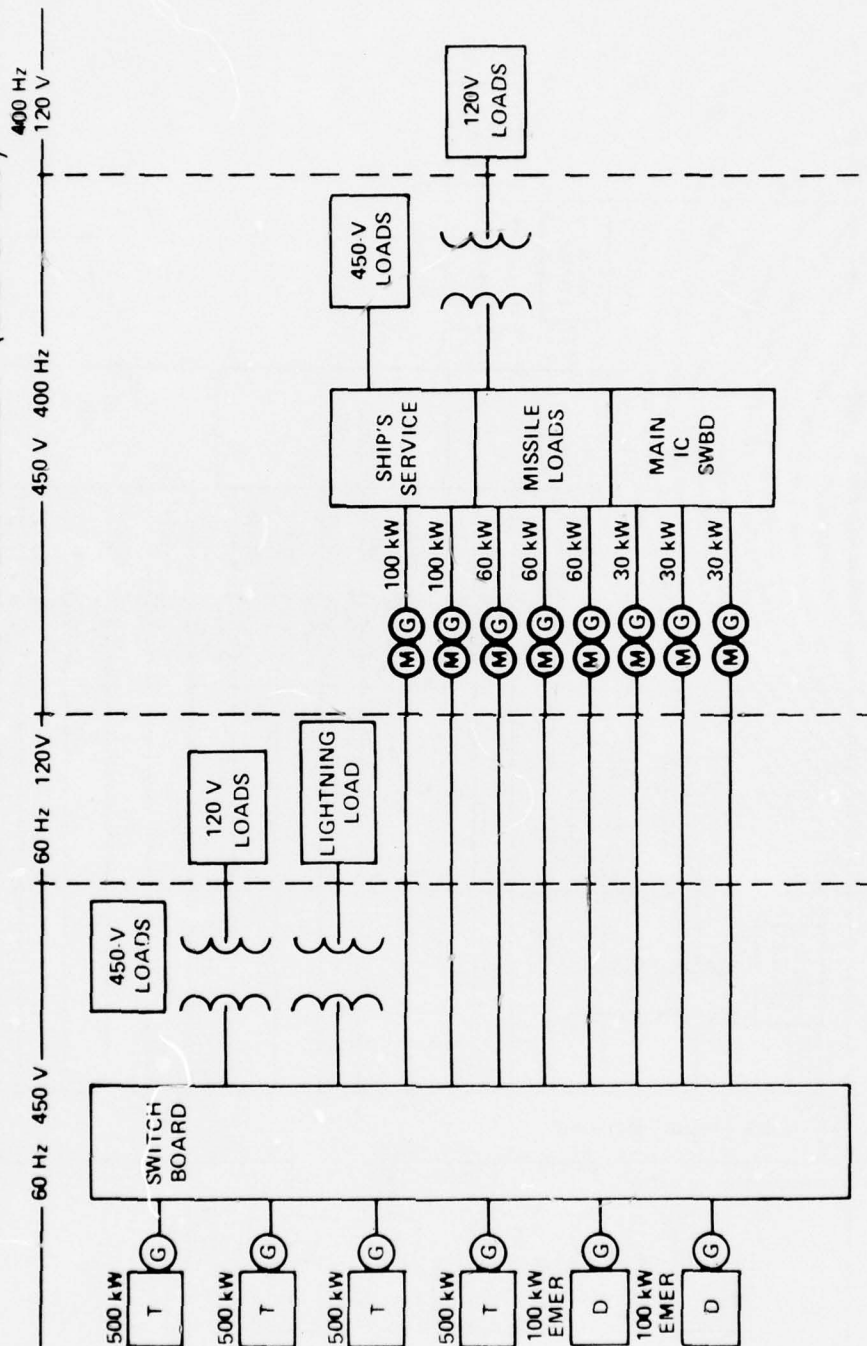 60 Hz 450 V
60 Hz 120V
450 V 400 Hz
400 Hz
120 V
500 kW
T
G
500 kW
T
G
500 kW
T
G
500 kW
T
G
100 kW
EMER
D
G
100 kW
EMER
D
G
SWITCH
BOARD
450-V
LOADS
120 V
LOADS
LIGHTNING
LOAD
M G 100 kW
M G 100 kW
M G 60 kW
M G 60 kW
M G 60 kW
M G 30 kW
M G 30 kW
M G 30 kW
SHIP'S
SERVICE
MISSILE
LOADS
MAIN
IC
SWBD
450-V
LOADS
120V
LOADS